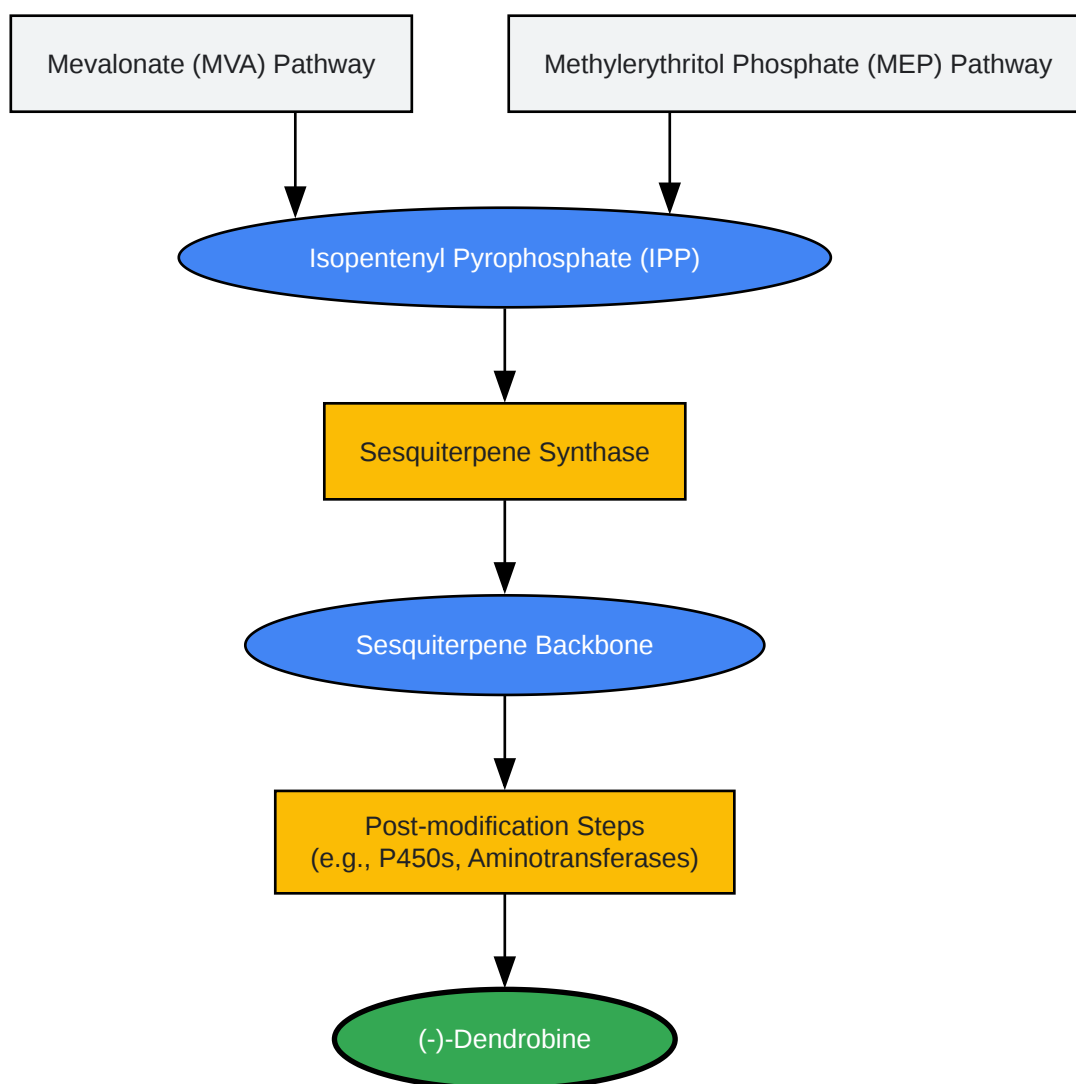 Mevalonate (MVA) Pathway
Methylerythritol Phosphate (MEP) Pathway
Isopentenyl Pyrophosphate (IPP)
Sesquiterpene Synthase
Sesquiterpene Backbone
Post-modification Steps
(e.g., P450s, Aminotransferases)
(-)-Dendrobine